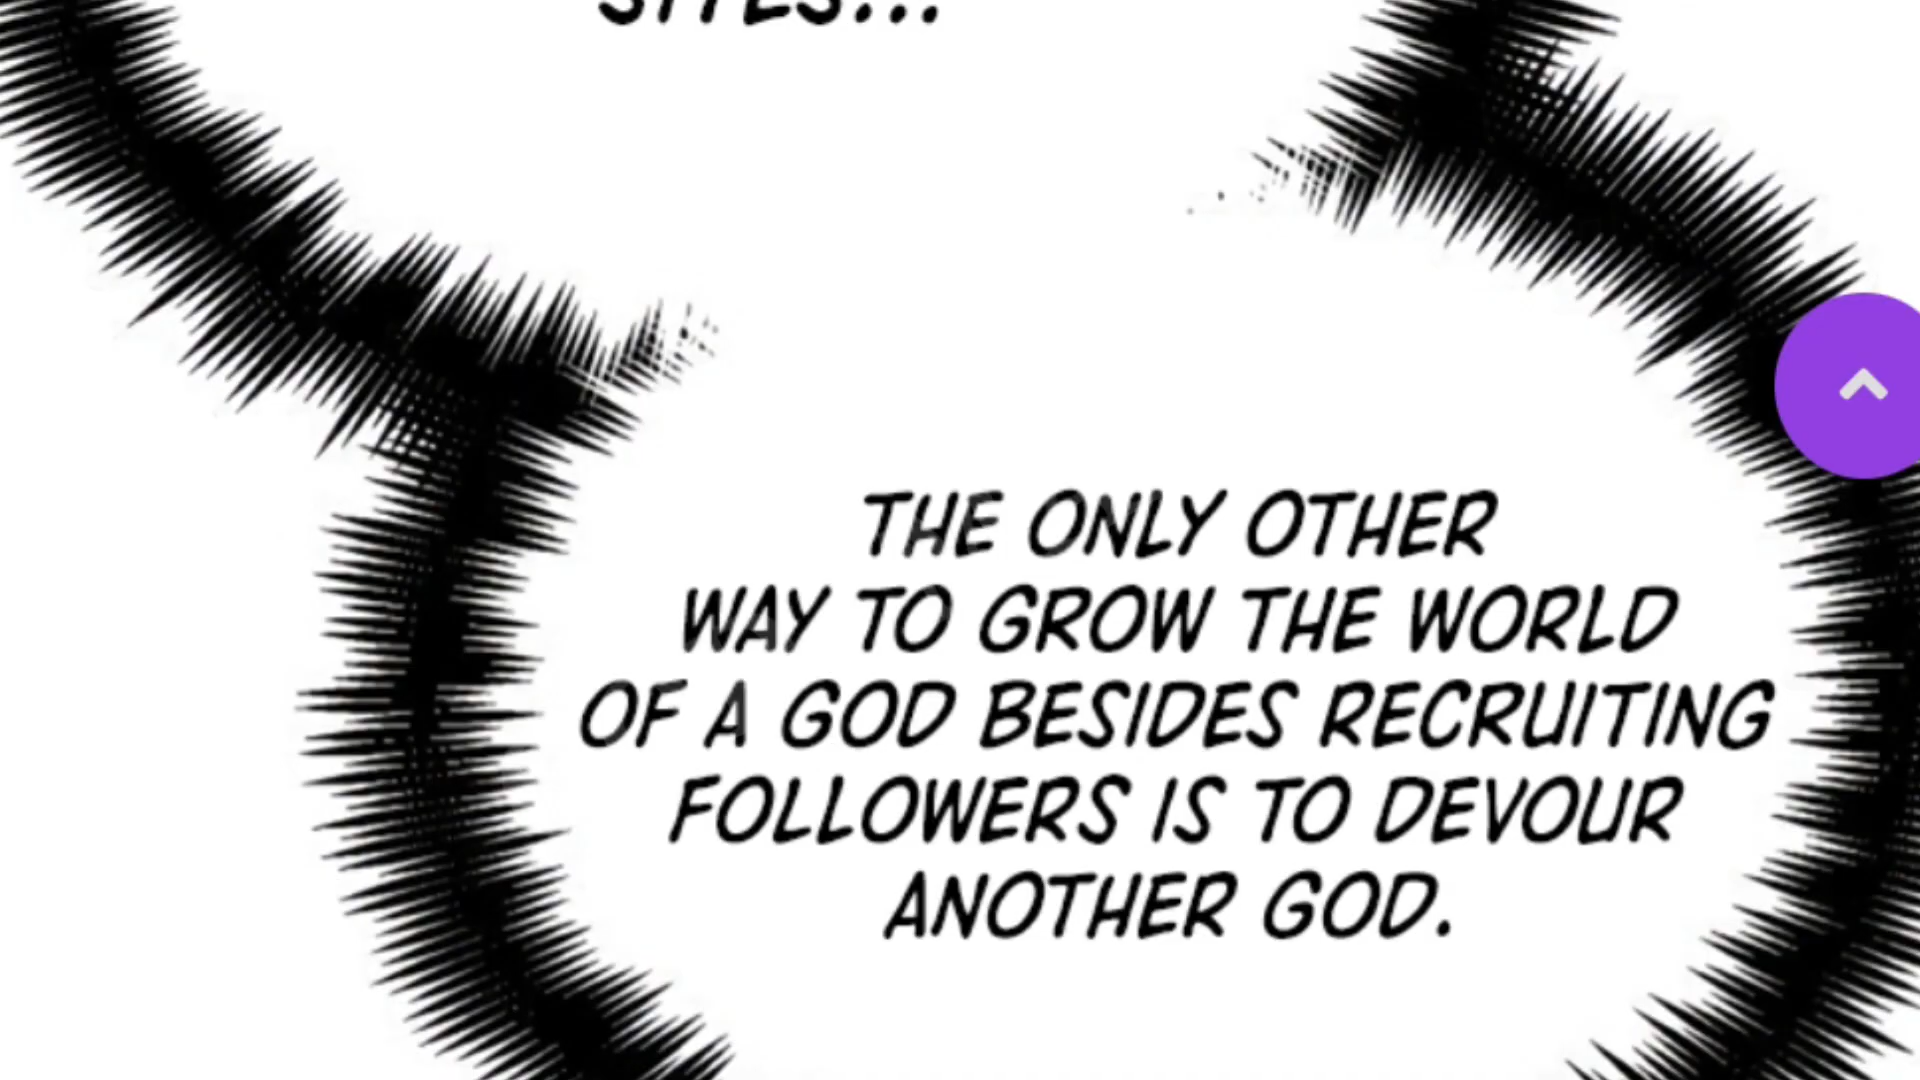 THE ONLY OTHER
WAY TO GROW THE WORLD
OF A GOD BESIDES RECRUITING
FOLLOWERS IS TO DEVOUR
ANOTHER GOD.